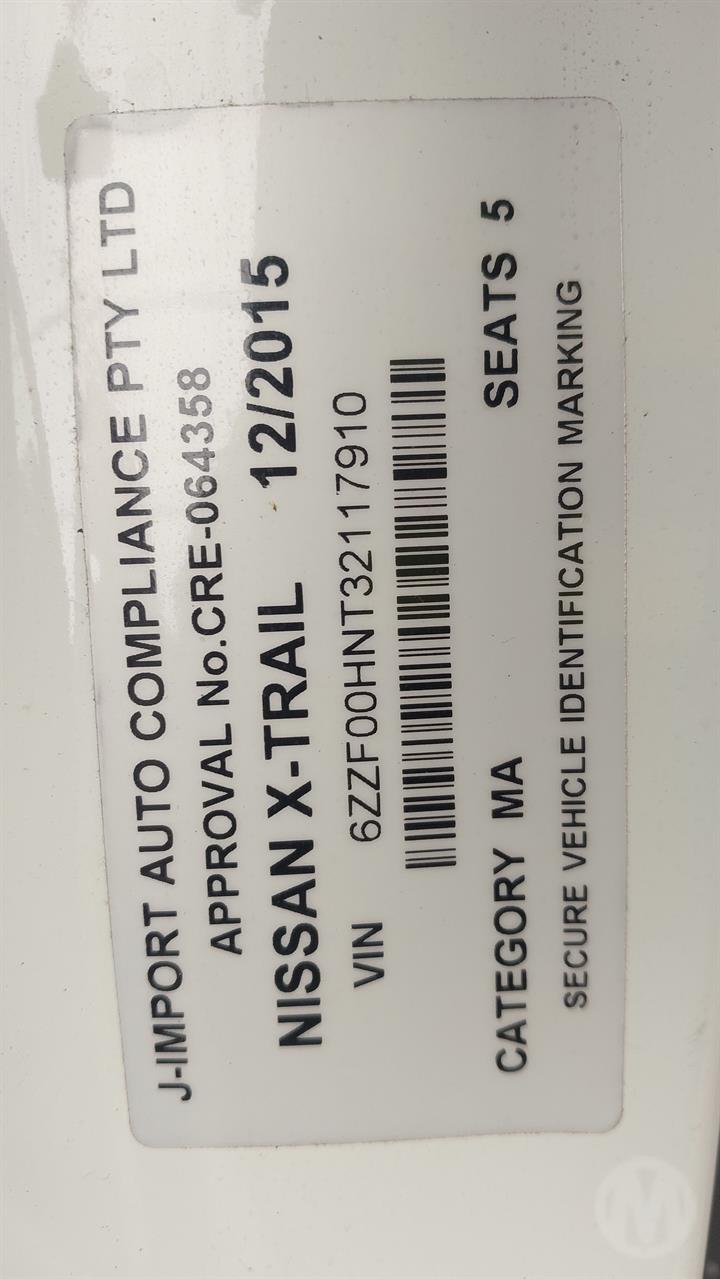 J-IMPORT AUTO COMPLIANCE PTY LTD
APPROVAL No.CRE-064358
NISSAN X-TRAIL 12/2015
VIN 6ZZF00HNT32117910
CATEGORY MA SEATS 5
SECURE VEHICLE IDENTIFICATION MARKING
M